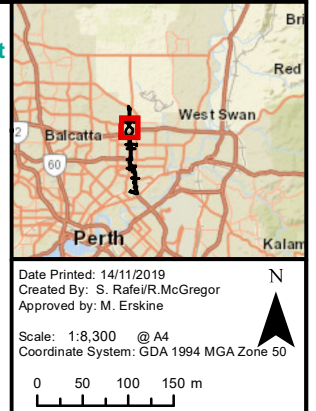 t
Bri
Red
West Swan
2
Balcatta
60
Perth
Kalam
Date Printed: 14/11/2019
Created By: S. Rafei/R.McGregor
Approved by: M. Erskine
N
Scale: 1:8,300 @ A4
Coordinate System: GDA 1994 MGA Zone 50
0 50 100 150 m